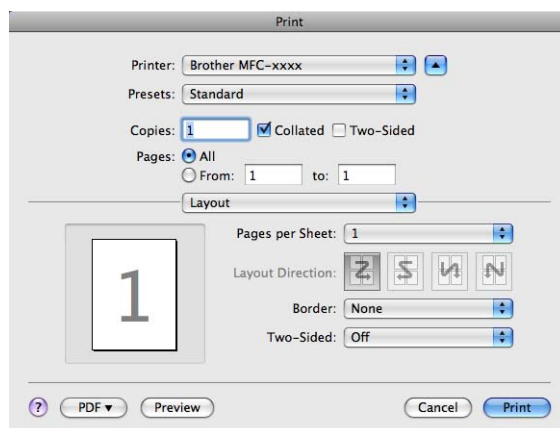 Print
Printer: Brother MFC-xxxx
Presets: Standard
Copies: 1 Collated Two-Sided
Pages: All
From: 1 to: 1
Layout
Pages per Sheet: 1
1
Layout Direction:
Border: None
Two-Sided: Off
? PDF▼ Preview Cancel Print